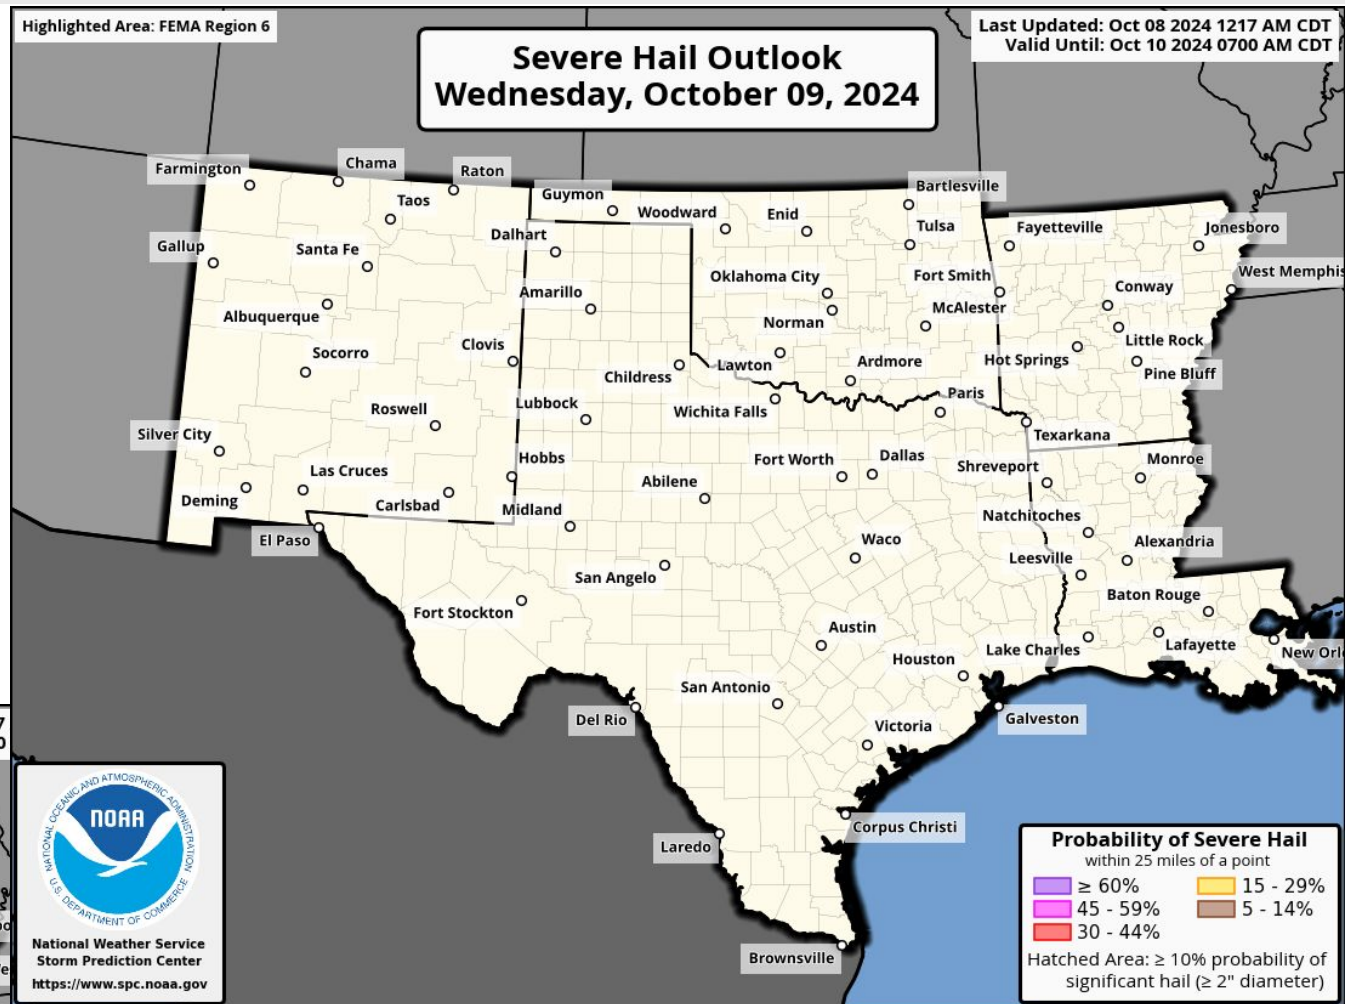 Highlighted Area: FEMA Region 6
Last Updated: Oct 08 2024 1217 AM CDT
Valid Until: Oct 10 2024 0700 AM CDT
Severe Hail Outlook
Wednesday, October 09, 2024
Farmington
Chama
Raton
Taos
Guymon
Woodward
Enid
Bartlesville
Tulsa
Fayetteville
Jonesboro
Gallup
Santa Fe
Dalhart
Oklahoma City
Fort Smith
West Memphis
Amarillo
Conway
Albuquerque
Norman
McAlester
Little Rock
Socorro
Clovis
Childress
Lawton
Ardmore
Hot Springs
Pine Bluff
Roswell
Lubbock
Wichita Falls
Paris
Silver City
Texarkana
Las Cruces
Hobbs
Abilene
Fort Worth
Dallas
Shreveport
Monroe
Deming
Carlsbad
Midland
Natchitoches
El Paso
San Angelo
Waco
Leesville
Alexandria
Fort Stockton
Baton Rouge
Austin
Houston
Lake Charles
Lafayette
New Orl
San Antonio
Del Rio
Victoria
Galveston
Corpus Christi
Laredo
Brownsville
7
0
NATIONAL OCEANIC AND ATMOSPHERIC ADMINISTRATION
NOAA
U.S. DEPARTMENT OF COMMERCE
National Weather Service
Storm Prediction Center
https://www.spc.noaa.gov
Probability of Severe Hail
within 25 miles of a point
≥ 60%
15 - 29%
45 - 59%
5 - 14%
30 - 44%
Hatched Area: ≥ 10% probability of
significant hail (≥ 2" diameter)